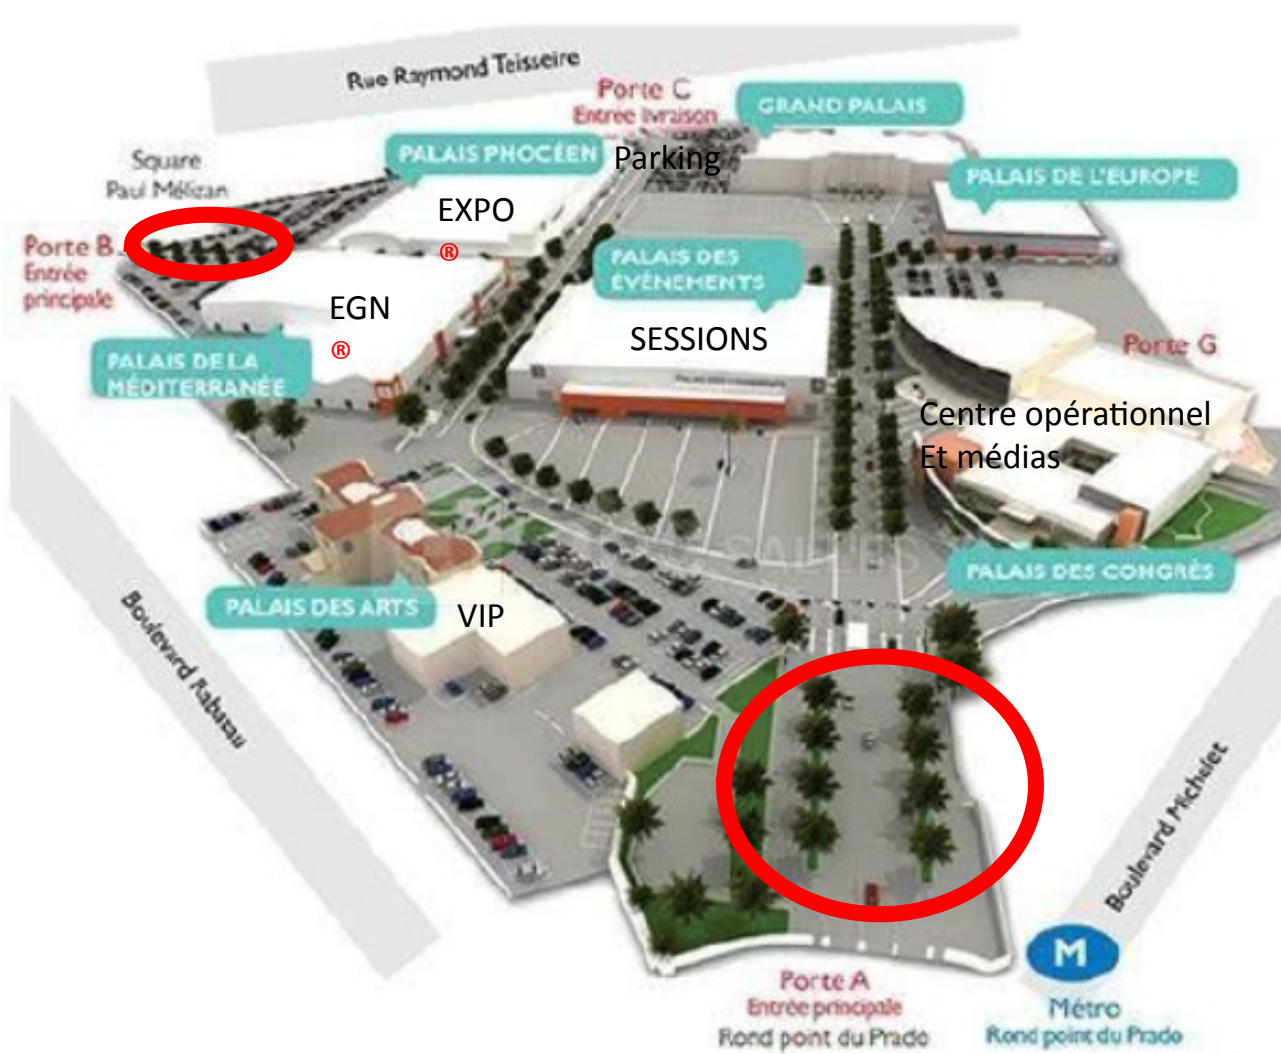 Rue Raymond Teisseire
Porte C
Entrée livraison
GRAND PALAIS
Square
Paul Mélizan
PALAIS PHOCÉEN
Parking
PALAIS DE L'EUROPE
EXPO
®
Porte B
Entrée
principale
PALAIS DES
EVÈNEMENTS
EGN
®
SESSIONS
PALAIS DE LA
MÉDITERRANÉE
Porte G
Centre opérationnel
Et médias
PALAIS DES CONGRÈS
PALAIS DES ARTS
VIP
Boulevard Rabatau
Boulevard Michelet
M
Porte A
Entrée principale
Rond point du Prado
Métro
Rond point du Prado